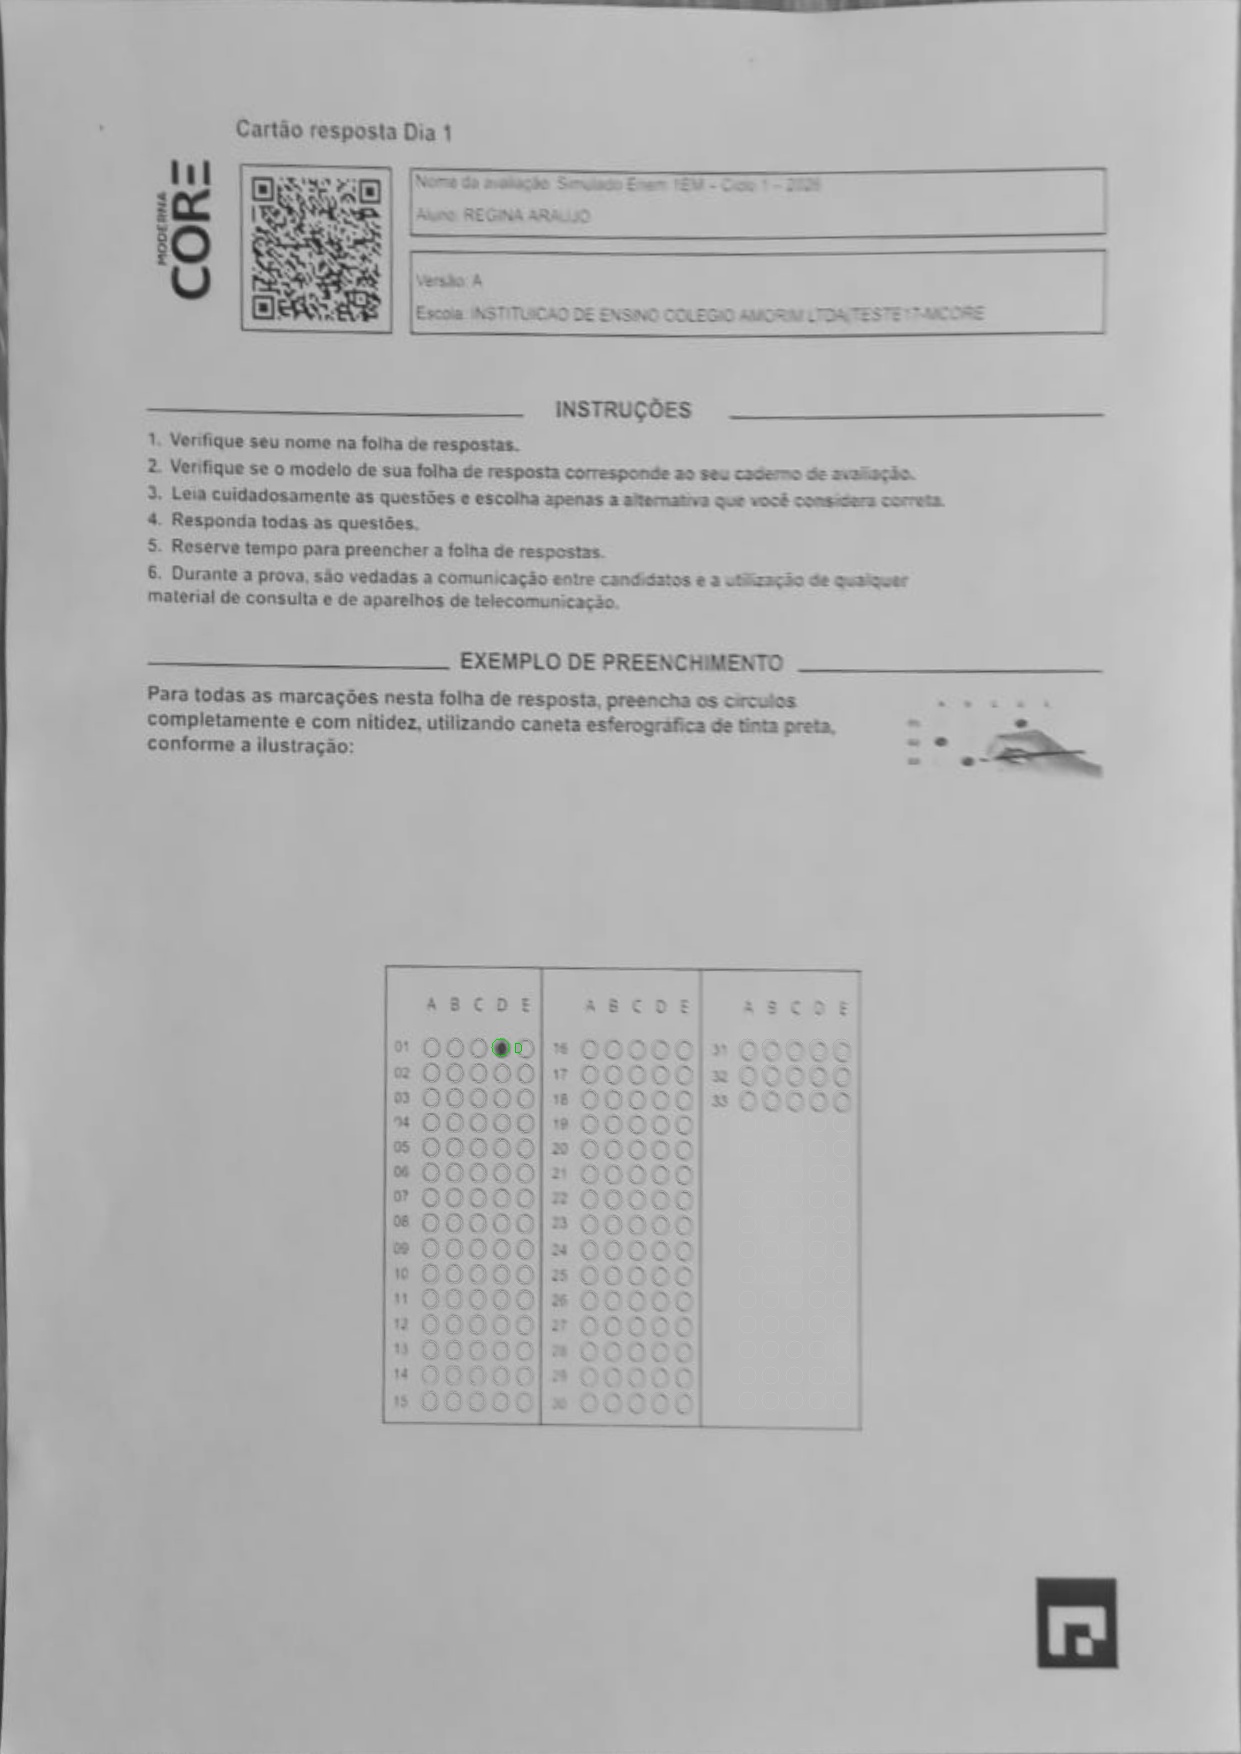 Cartão resposta Dia 1
MODERNA
CORE
Nome da avaliação: Simulado Enem 1EM - Ciclo 1 - 2026
Aluno: REGINA ARAUJO
Versão: A
Escola: INSTITUICAO DE ENSINO COLEGIO AMORIM LTDA(TESTE17-MCORE
INSTRUÇÕES
1. Verifique seu nome na folha de respostas.
2. Verifique se o modelo de sua folha de resposta corresponde ao seu caderno de avaliação.
3. Leia cuidadosamente as questões e escolha apenas a alternativa que você considera correta.
4. Responda todas as questões.
5. Reserve tempo para preencher a folha de respostas.
6. Durante a prova, são vedadas a comunicação entre candidatos e a utilização de qualquer
material de consulta e de aparelhos de telecomunicação.
EXEMPLO DE PREENCHIMENTO
Para todas as marcações nesta folha de resposta, preencha os círculos
completamente e com nitidez, utilizando caneta esferográfica de tinta preta,
conforme a ilustração:
A B C D E A B C D E A B C D E
01 D 16 31
02 17 32
03 18 33
04 19
05 20
06 21
07 22
08 23
09 24
10 25
11 26
12 27
13 28
14 29
15 30